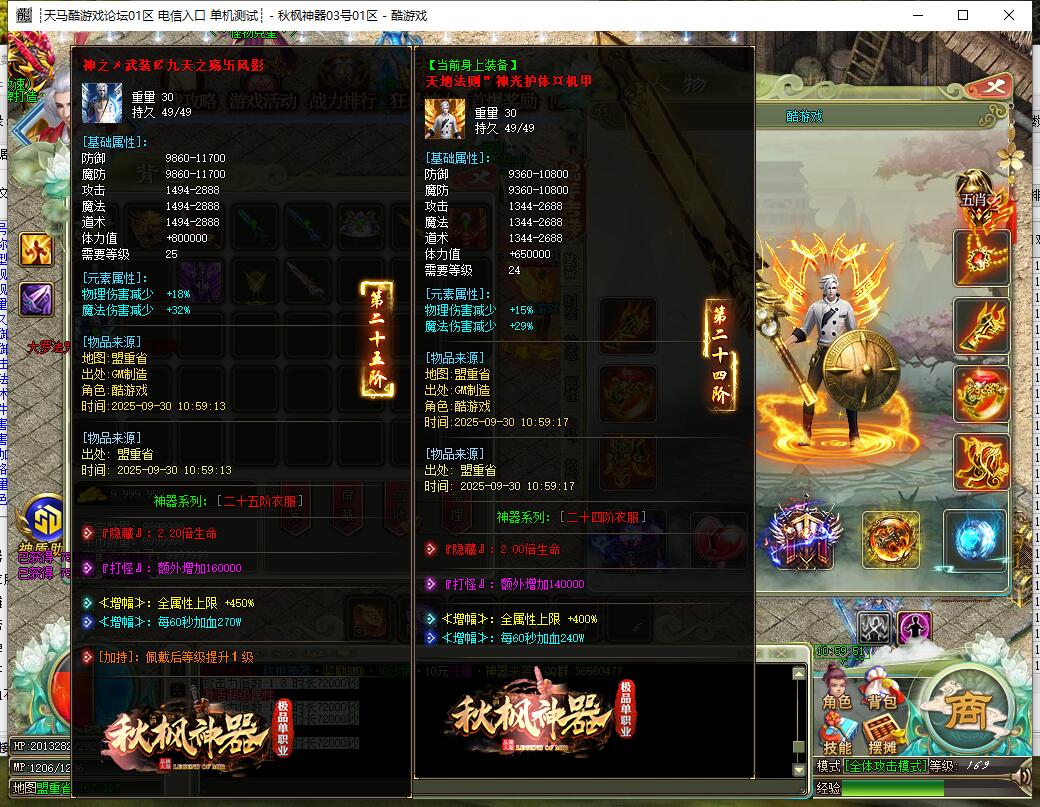 天马酷游戏论坛01区 电信入口 单机测试 - 秋枫神器03号01区 - 酷游戏
九天之殇
重量 30
持久 49/49
[基础属性]:
防御 9860-11700
魔防 9860-11700
攻击 1494-2888
魔法 1494-2888
道术 1494-2888
体力值 +800000
需要等级 25
[元素属性]:
物理伤害减少 +18%
魔法伤害减少 +32%
[物品来源]
地图:盟重省
出处:GM制造
角色:酷游戏
时间:2025-09-30 10:59:13
[物品来源]
出处: 盟重省
时间: 2025-09-30 10:59:13
第二十五阶
神器系列: [二十五阶衣服]
『隐藏』: 2.20倍生命
『打怪』: 额外增加160000
<增幅>: 全属性上限 +450%
<增幅>: 每60秒加血270W
[加持]: 佩戴后等级提升1 级
秋枫神器
极品单职业
LEGEND OF MIR
【当前身上装备】
天地法则"神光护体¤机甲
重量 30
持久 49/49
[基础属性]:
防御 9360-10800
魔防 9360-10800
攻击 1344-2688
魔法 1344-2688
道术 1344-2688
体力值 +650000
需要等级 24
[元素属性]:
物理伤害减少 +15%
魔法伤害减少 +29%
[物品来源]
地图:盟重省
出处:GM制造
角色:酷游戏
时间:2025-09-30 10:59:17
[物品来源]
出处: 盟重省
时间: 2025-09-30 10:59:17
第二十四阶
神器系列: [二十四阶衣服]
『隐藏』: 2.00倍生命
『打怪』: 额外增加140000
<增幅>: 全属性上限 +400%
<增幅>: 每60秒加血240W
秋枫神器
极品单职业
LEGEND OF MIR
酷游戏
五肖
10:59:51
角色
背包
技能
摆摊
商
模式[全体攻击模式]等级: 169
经验
MP:1206/12
地图盟重省